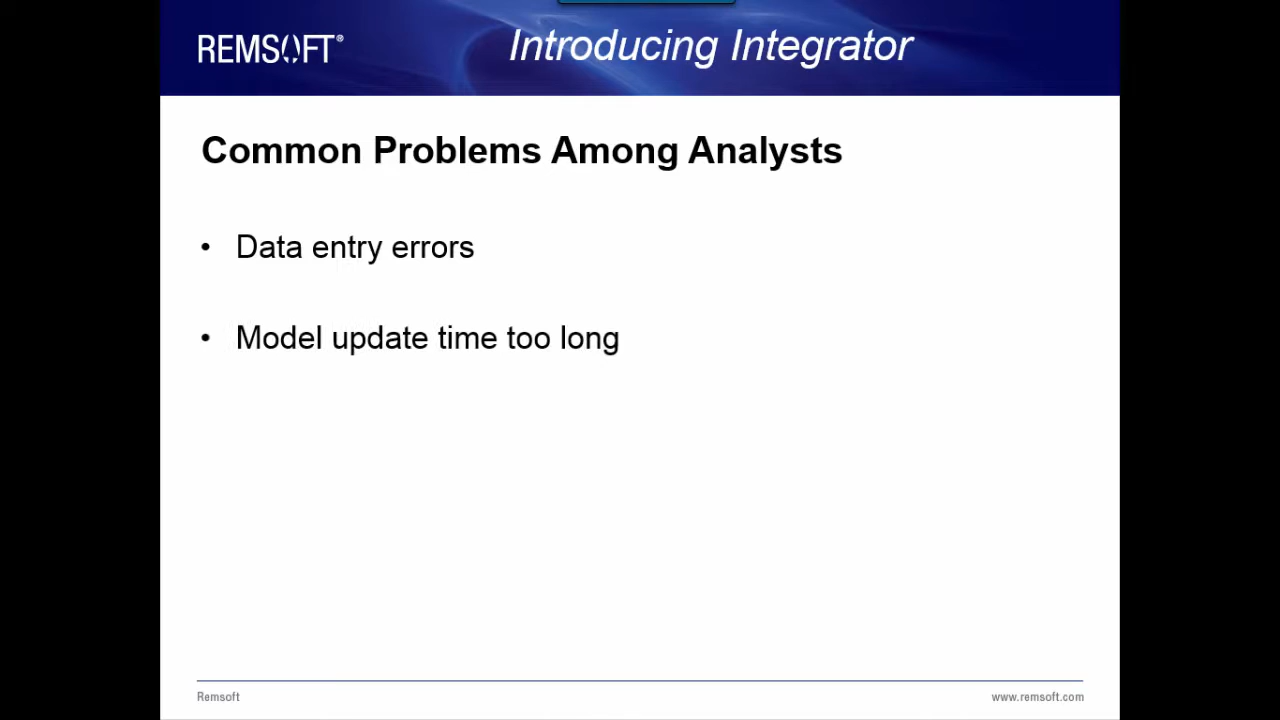 REMSOFT®
Introducing Integrator
Common Problems Among Analysts
• Data entry errors
• Model update time too long
Remsoft
www.remsoft.com